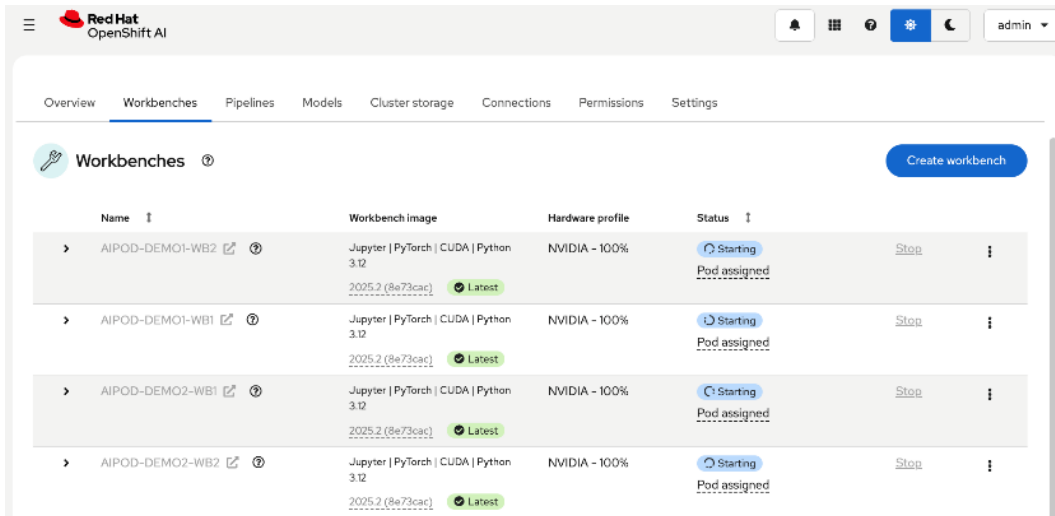 Red Hat
OpenShift AI
admin
Overview Workbenches Pipelines Models Cluster storage Connections Permissions Settings
Workbenches
Create workbench
Name Workbench image Hardware profile Status
AIPOD-DEMO1-WB2 Jupyter | PyTorch | CUDA | Python NVIDIA - 100% Starting Stop
3.12 Pod assigned
2025.2 (8e73cac) Latest
AIPOD-DEMO1-WB1 Jupyter | PyTorch | CUDA | Python NVIDIA - 100% Starting Stop
3.12 Pod assigned
2025.2 (8e73cac) Latest
AIPOD-DEMO2-WB1 Jupyter | PyTorch | CUDA | Python NVIDIA - 100% Starting Stop
3.12 Pod assigned
2025.2 (8e73cac) Latest
AIPOD-DEMO2-WB2 Jupyter | PyTorch | CUDA | Python NVIDIA - 100% Starting Stop
3.12 Pod assigned
2025.2 (8e73cac) Latest